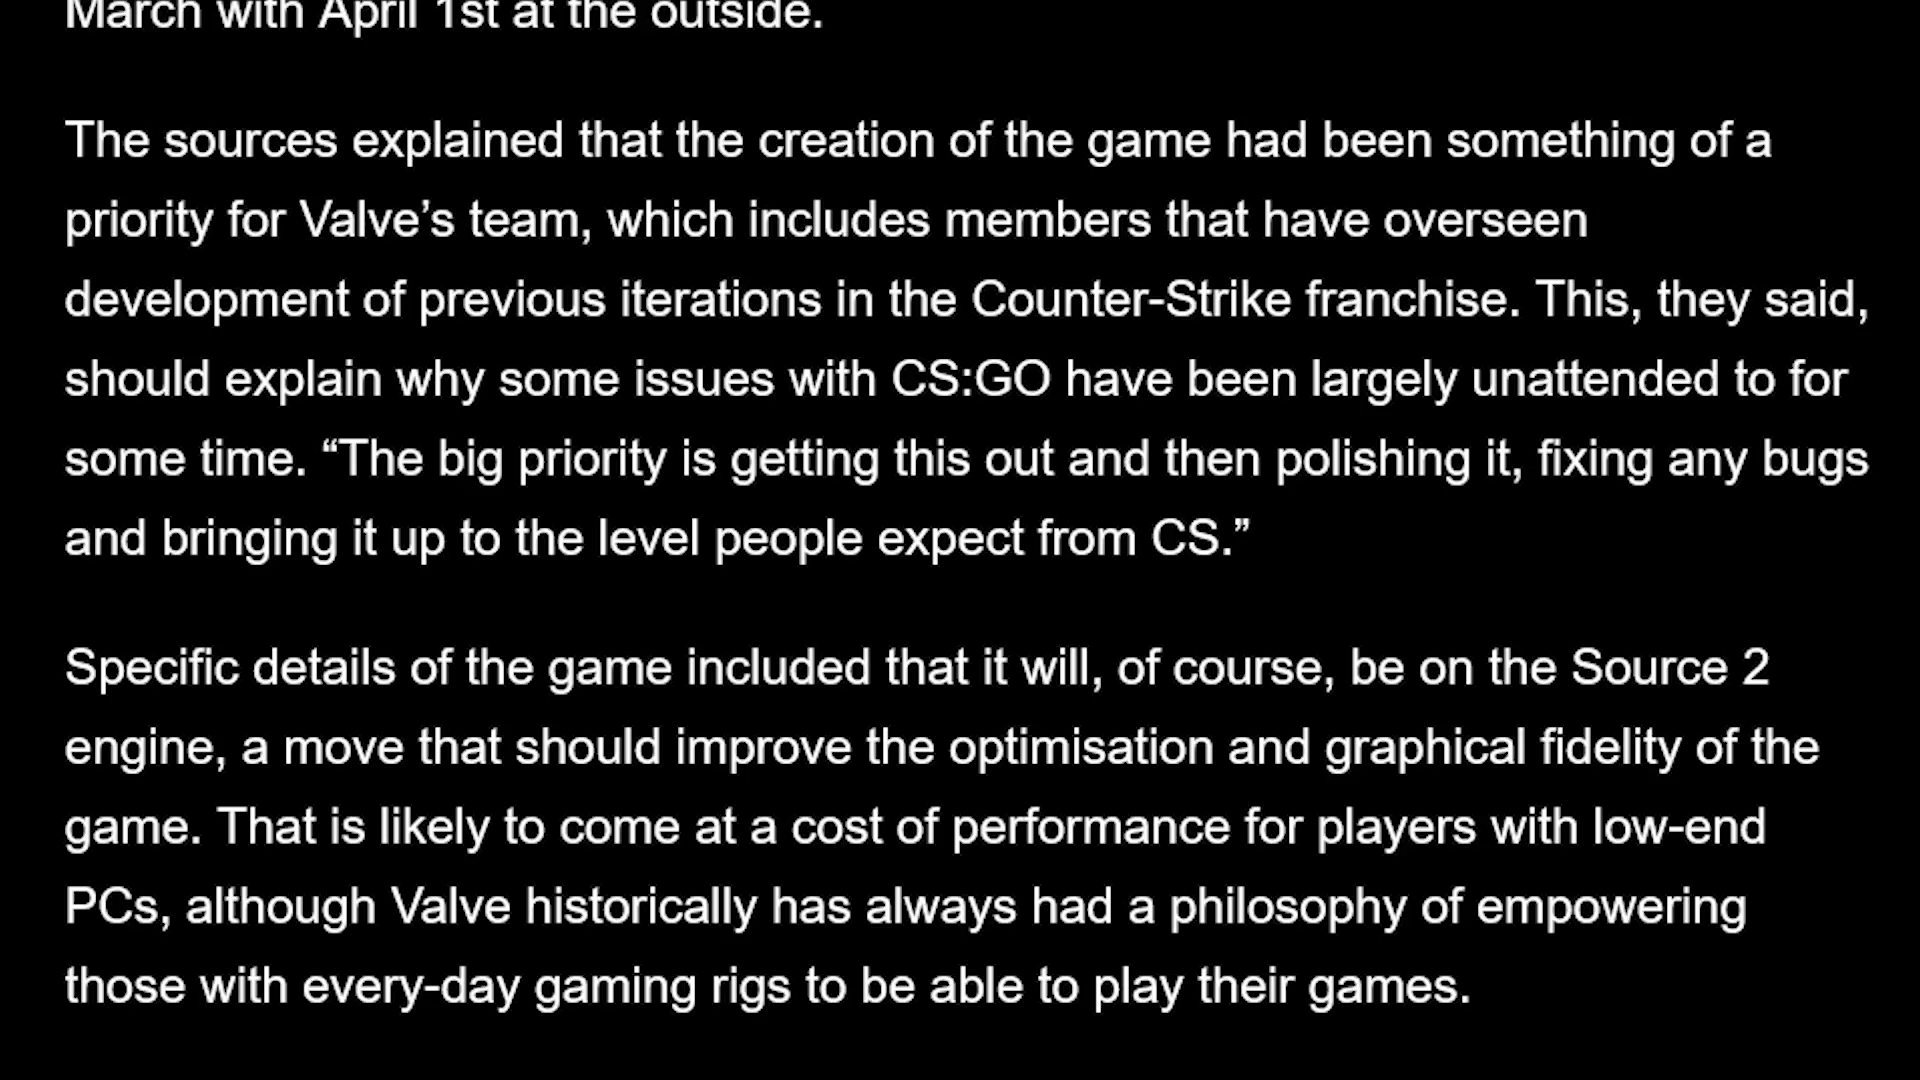 March with April 1st at the outside.
The sources explained that the creation of the game had been something of a
priority for Valve’s team, which includes members that have overseen
development of previous iterations in the Counter-Strike franchise. This, they said,
should explain why some issues with CS:GO have been largely unattended to for
some time. “The big priority is getting this out and then polishing it, fixing any bugs
and bringing it up to the level people expect from CS.”
Specific details of the game included that it will, of course, be on the Source 2
engine, a move that should improve the optimisation and graphical fidelity of the
game. That is likely to come at a cost of performance for players with low-end
PCs, although Valve historically has always had a philosophy of empowering
those with every-day gaming rigs to be able to play their games.